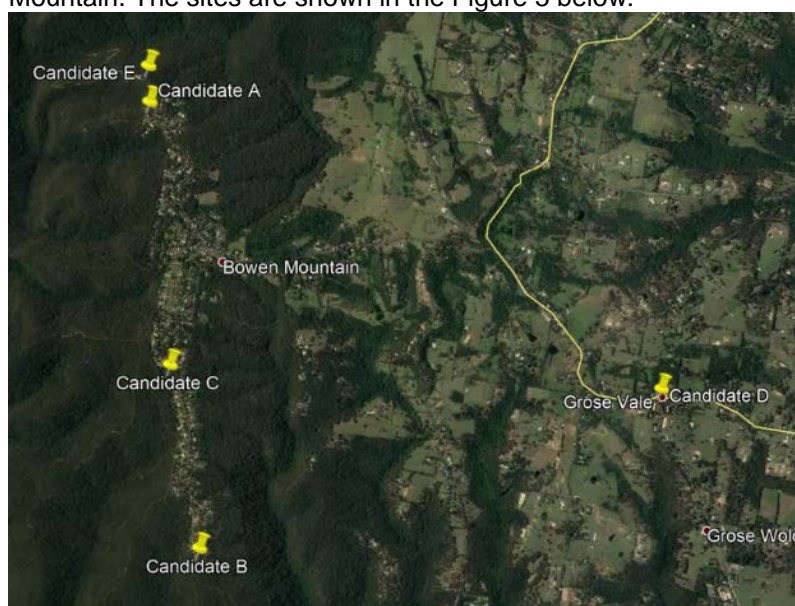 Mountain. The sites are shown in the Figure 5 below.
Candidate E
Candidate A
Bowen Mountain
Candidate C
Grose Vale
Candidate D
Grose Wold
Candidate B